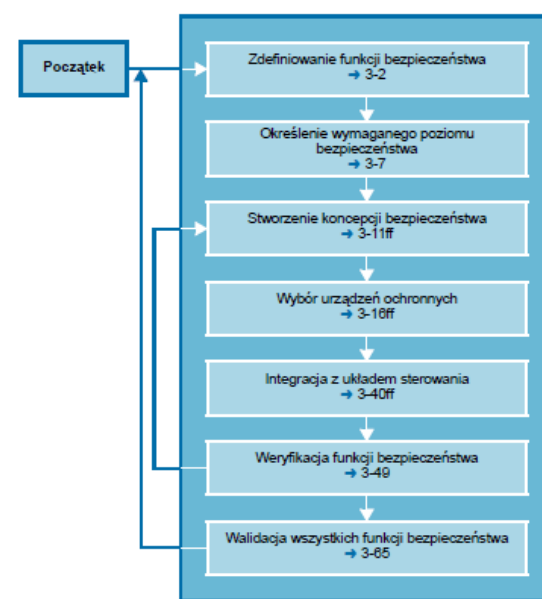 Początek
Zdefiniowanie funkcji bezpieczeństwa
➔ 3-2
Określenie wymaganego poziomu
bezpieczeństwa
➔ 3-7
Stworzenie koncepcji bezpieczeństwa
➔ 3-11ff
Wybór urządzeń ochronnych
➔ 3-16ff
Integracja z układem sterowania
➔ 3-40ff
Weryfikacja funkcji bezpieczeństwa
➔ 3-49
Walidacja wszystkich funkcji bezpieczeństwa
➔ 3-65